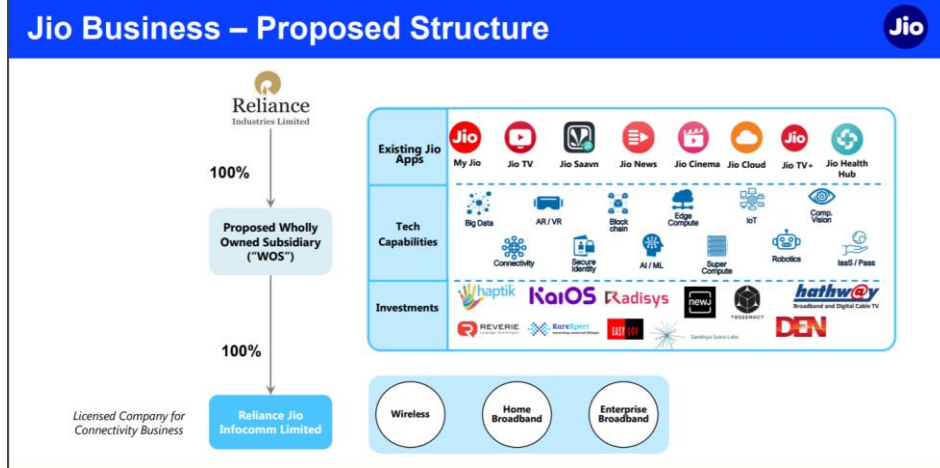 Jio Business – Proposed Structure
Jio
Reliance
Industries Limited
100%
Proposed Wholly
Owned Subsidiary
("WOS")
100%
Licensed Company for
Connectivity Business
Reliance Jio
Infocomm Limited
Existing Jio
Apps
Jio
My Jio
Jio TV
Jio Saavn
Jio News
Jio Cinema
Jio Cloud
Jio
Jio TV+
Jio Health
Hub
Tech
Capabilities
Big Data
AR / VR
Block
chain
Edge
Compute
IoT
Comp.
Vision
Connectivity
Secure
Identity
AI / ML
Super
Compute
Robotics
IaaS / Pass
Investments
haptik
KaiOS
Radisys
newj
TESSERACT
hathw@y
Broadband and Digital Cable TV
REVERIE
KareXpert
EASYGOV
Sankhya Sutra Labs
DEN
Wireless
Home
Broadband
Enterprise
Broadband